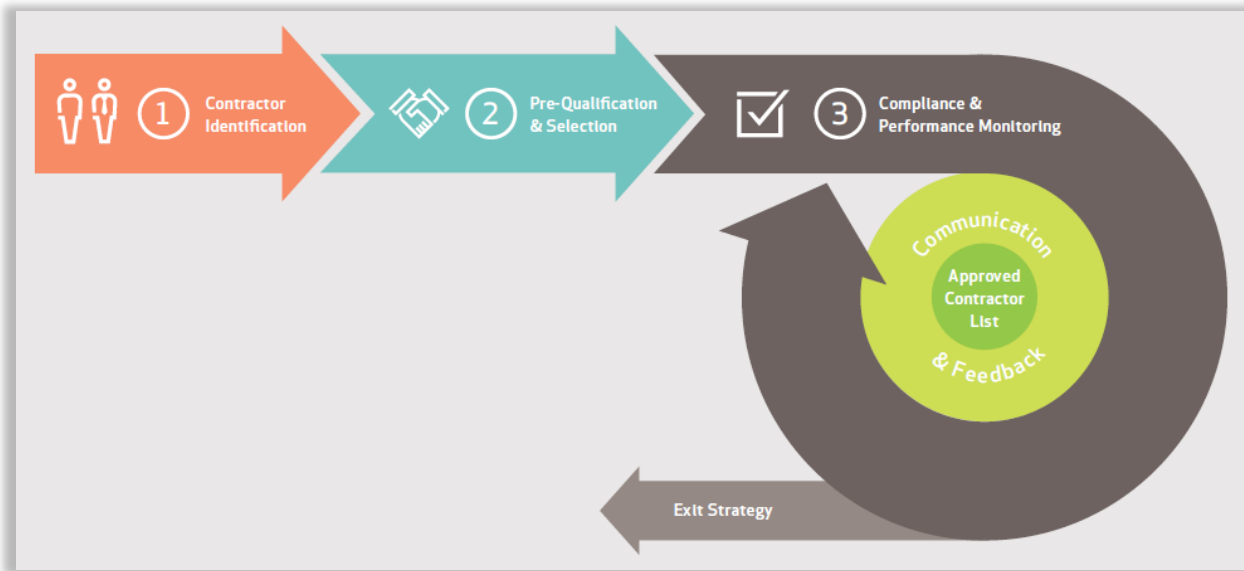 1
Contractor
Identification
2
Pre-Qualification
& Selection
3
Compliance &
Performance Monitoring
Communication
Approved
Contractor
List
& Feedback
Exit Strategy